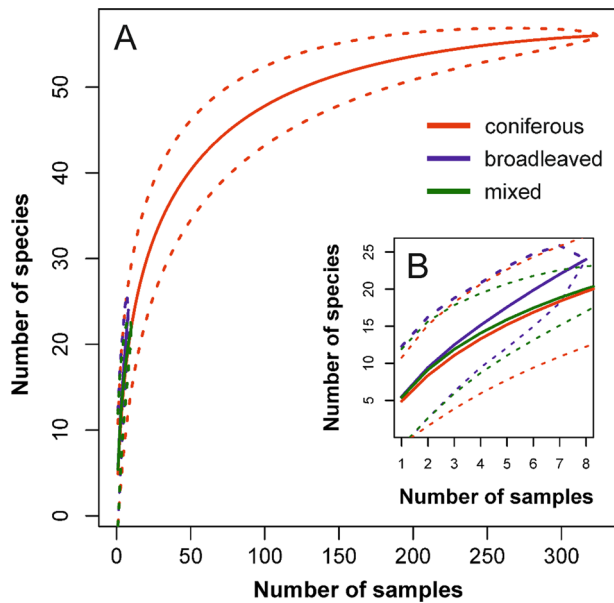 A
coniferous
broadleaved
mixed
Number of species
0
10
20
30
40
50
0
50
100
150
200
250
300
Number of samples
B
Number of species
5
10
15
20
25
1
2
3
4
5
6
7
8
Number of samples